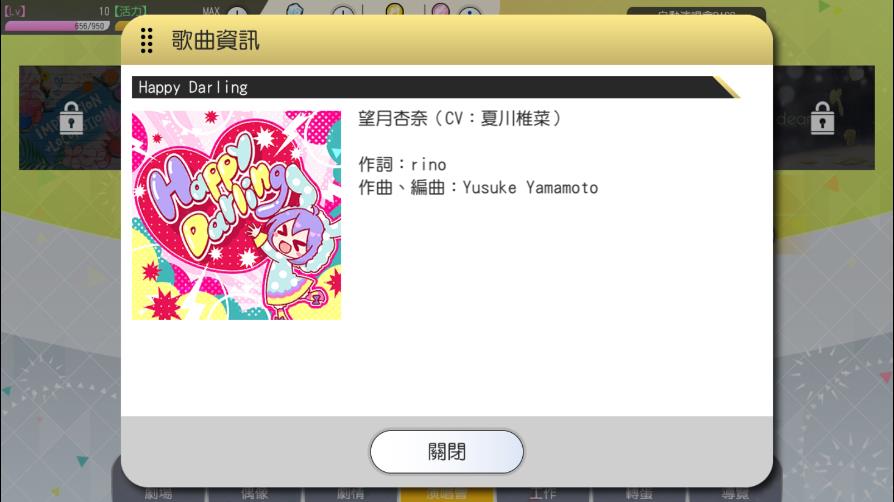 【Lv】 10【活力】 MAX
656/950
歌曲資訊
Happy Darling
Happy
Darling
望月杏奈（CV：夏川椎菜）
作詞：rino
作曲、編曲：Yusuke Yamamoto
關閉
劇場 偶像 劇情 演唱會 工作 轉蛋 導覽